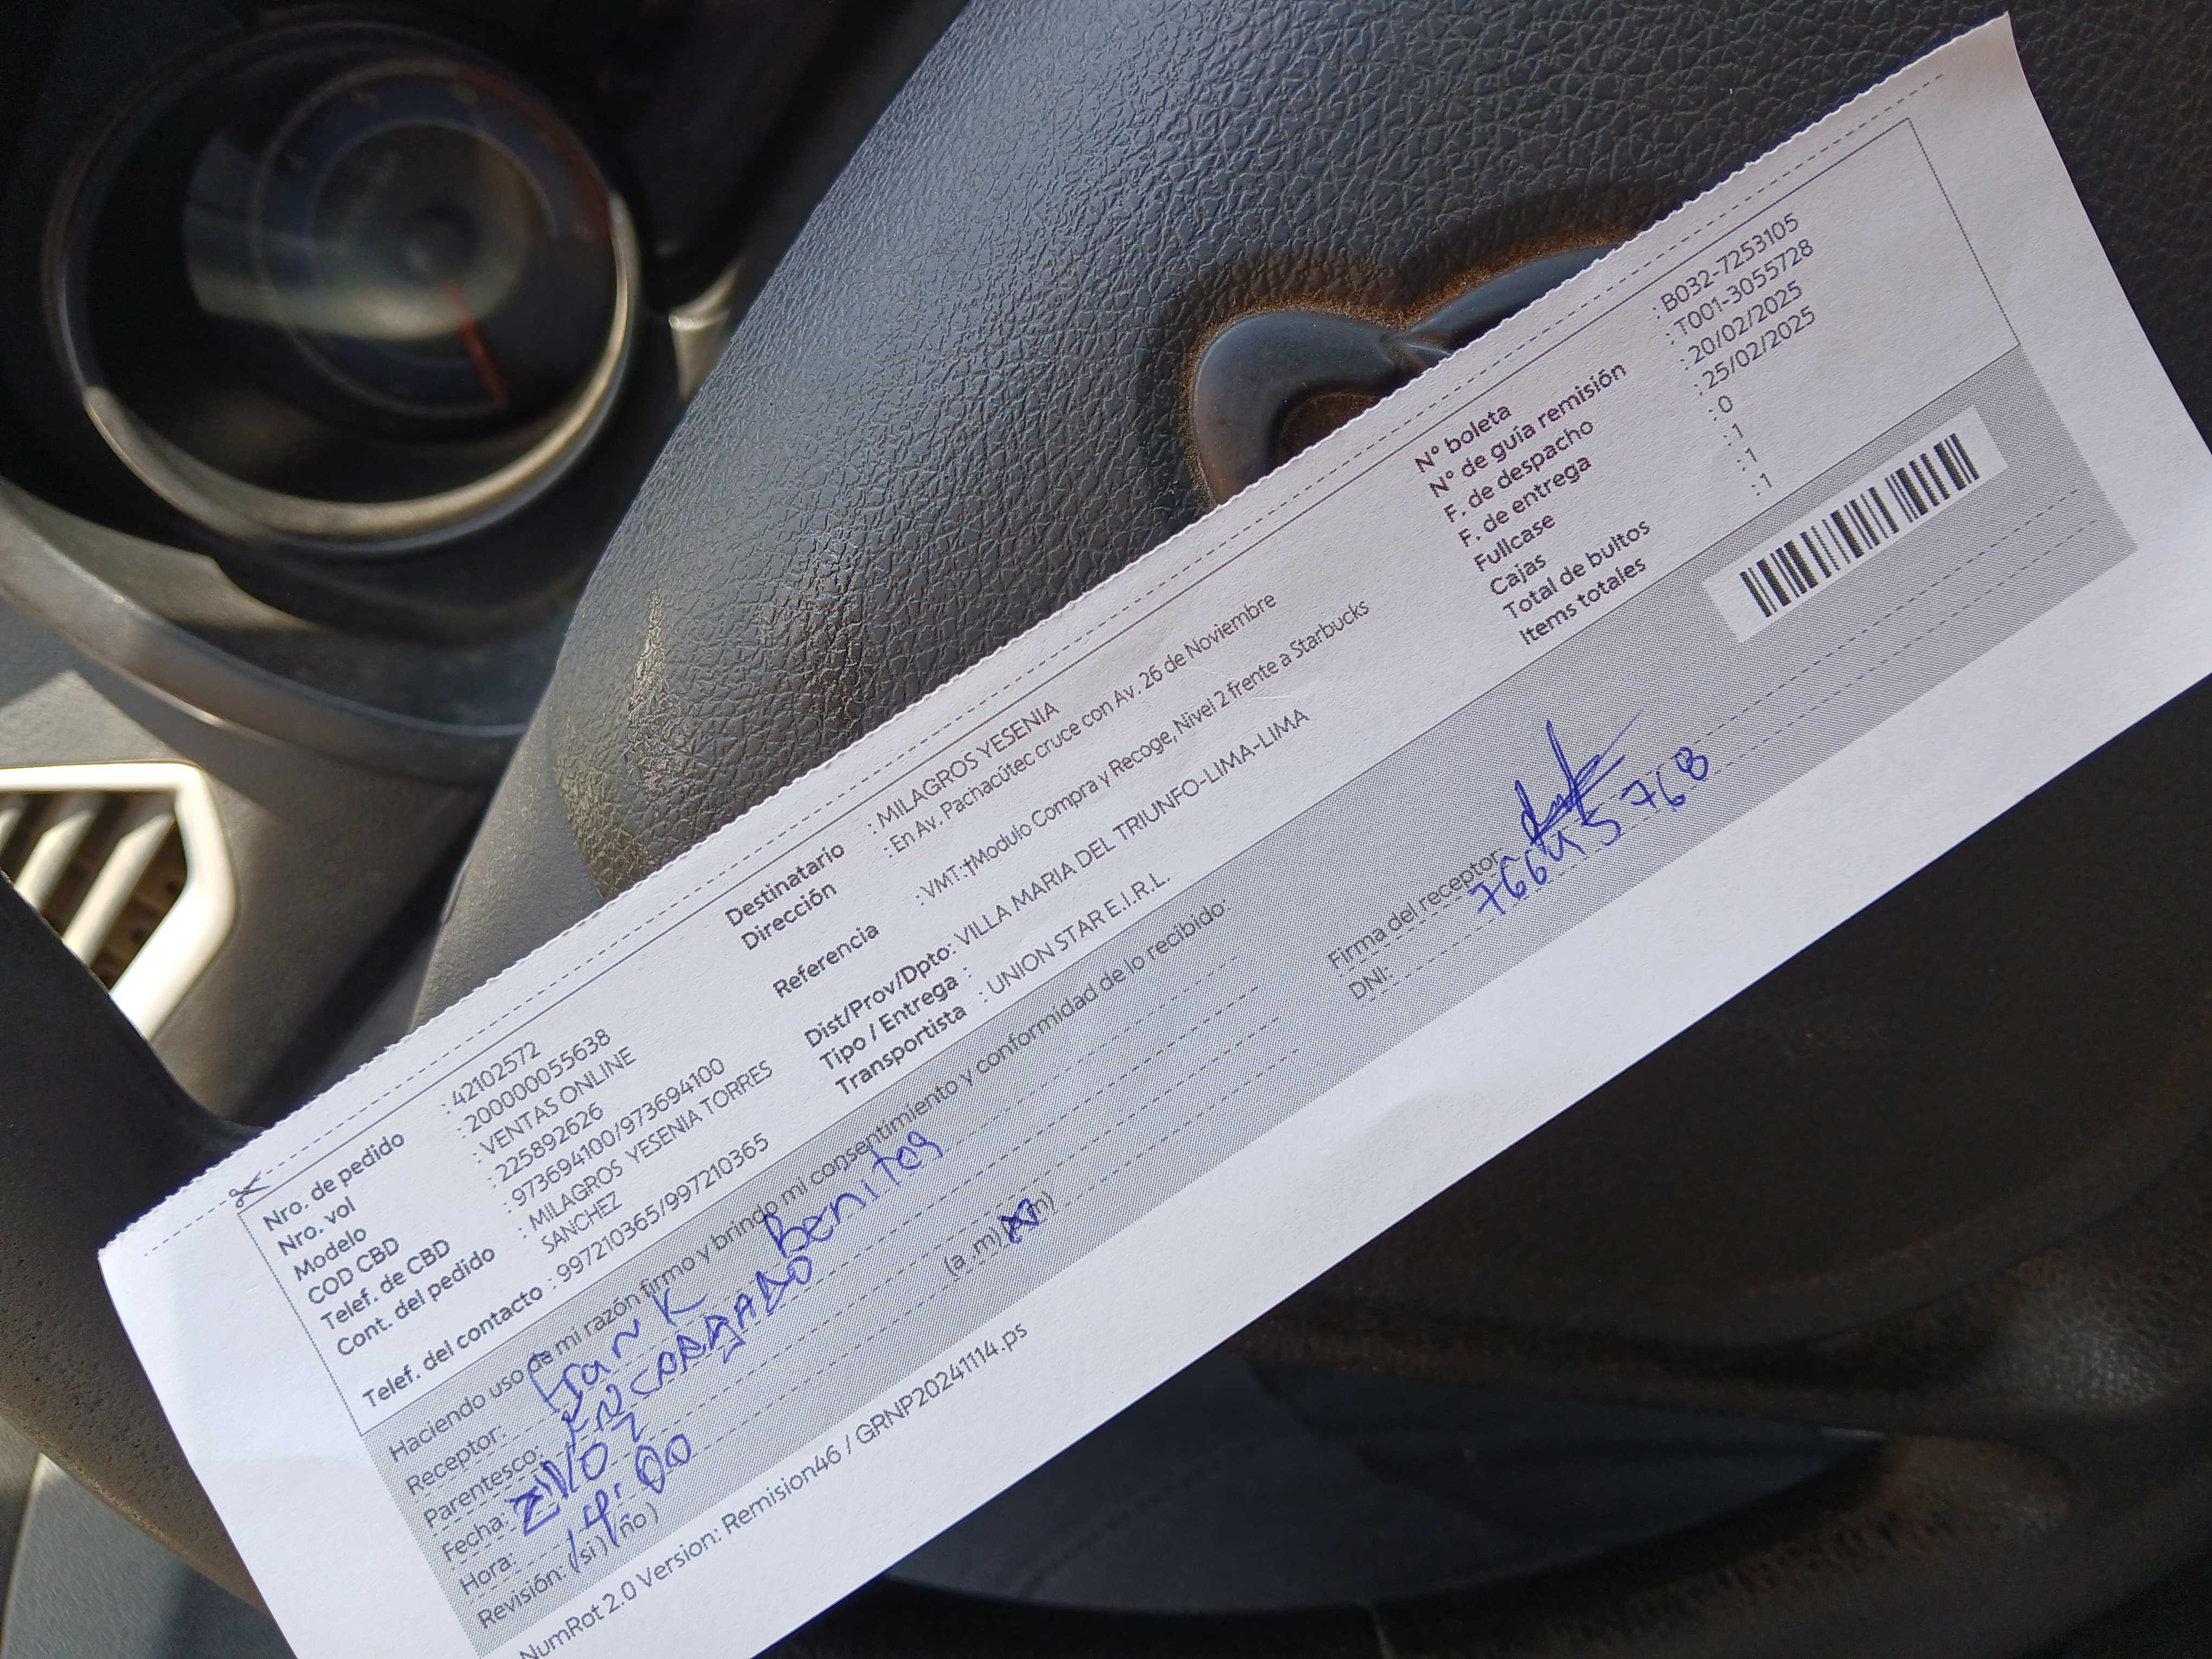 Nro. de pedido : 42102572
Nro. vol : 200000055638
Modelo : VENTAS ONLINE
COD CBD : 225892626
Telef. de CBD : 973694100/973694100
Cont. del pedido : MILAGROS YESENIA TORRES
SANCHEZ
Telef. del contacto : 997210365/997210365
Destinatario : MILAGROS YESENIA
Dirección : En Av. Pachacútec cruce con Av. 26 de Noviembre
Referencia : VMT:†Modulo Compra y Recoge, Nivel 2 frente a Starbucks
Dist/Prov/Dpto: VILLA MARIA DEL TRIUNFO-LIMA-LIMA
Tipo / Entrega :
Transportista : UNION STAR E.I.R.L.
N° boleta : B032-7253105
N° de guía remisión : T001-3055728
F. de despacho : 20/02/2025
F. de entrega : 25/02/2025
Fullcase : 0
Cajas : 1
Total de bultos : 1
Items totales : 1
Haciendo uso de mi razón firmo y brindo mi consentimiento y conformidad de lo recibido:
Receptor: Frank Benites
Parentesco: ENCARGADO
Fecha:
Hora: 14:00 (a .m) (p.m)
Revisión: (si ) (no )
Firma del receptor:
DNI: 76645768
NumRot 2.0 Version: Remision46 / GRNP20241114.ps